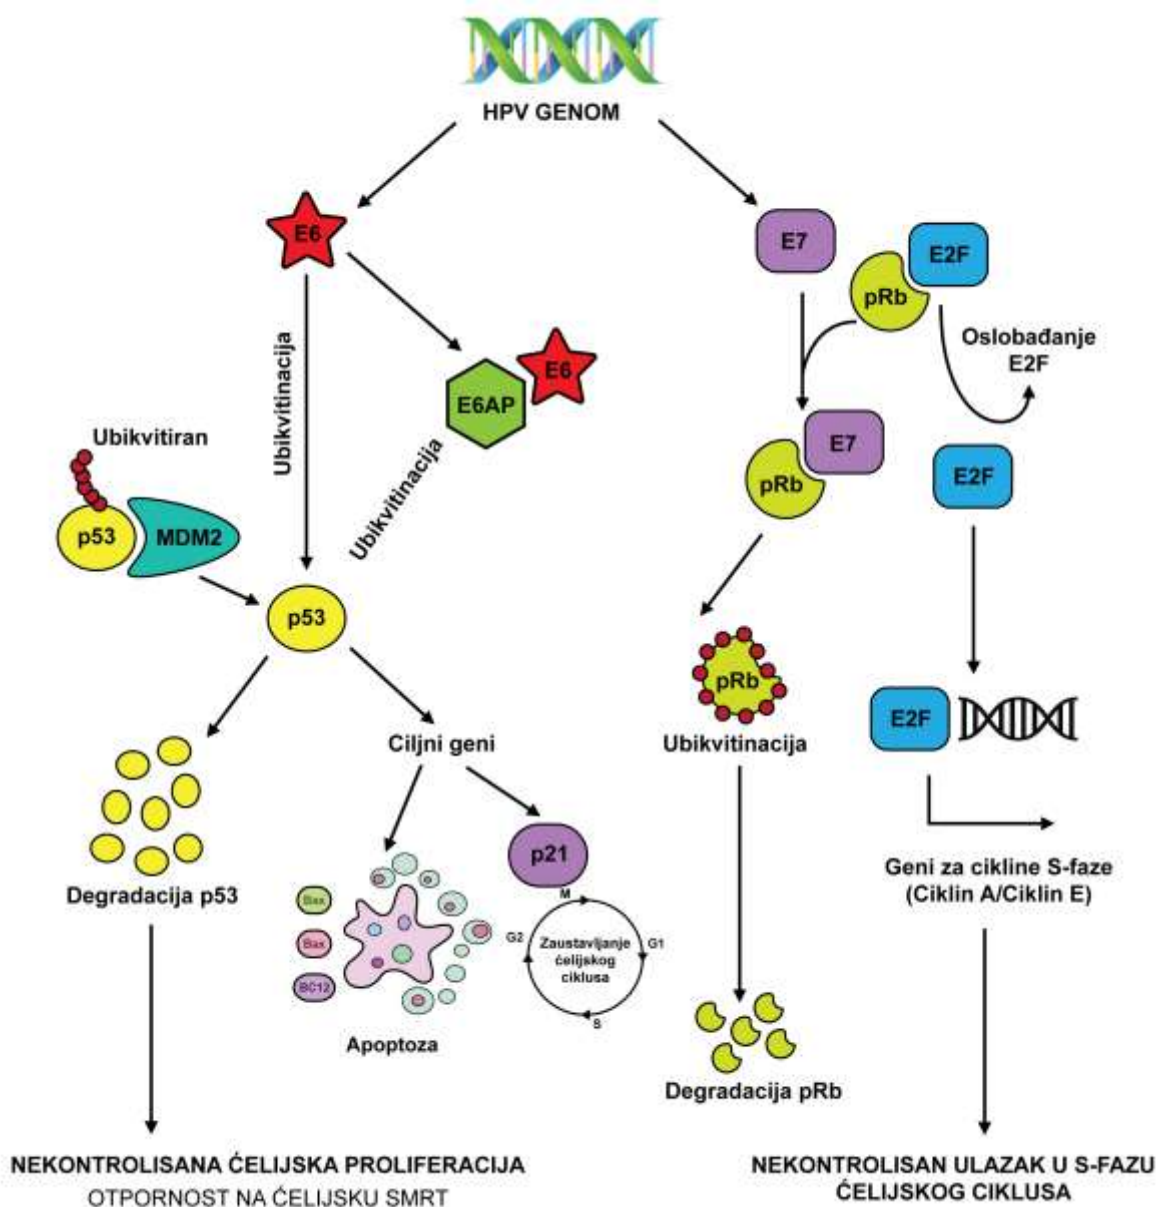 HPV GENOM
E6
E7
E2F
pRb
Oslobađanje
E2F
Ubikvitinacija
E6
E6AP
Ubikvitinacija
Ubikvitiran
p53
MDM2
E7
pRb
E2F
p53
pRb
Ubikvitinacija
E2F
Ciljni geni
Degradacija p53
p21
Bax
Bax
BC12
Apoptoza
M
G1
S
G2
Zaustavljanje
ćelijskog
ciklusa
Geni za cikline S-faze
(Ciklin A/Ciklin E)
Degradacija pRb
NEKONTROLISANA ĆELIJSKA PROLIFERACIJA
OTPORNOST NA ĆELIJSKU SMRT
NEKONTROLISAN ULAZAK U S-FAZU
ĆELIJSKOG CIKLUSA